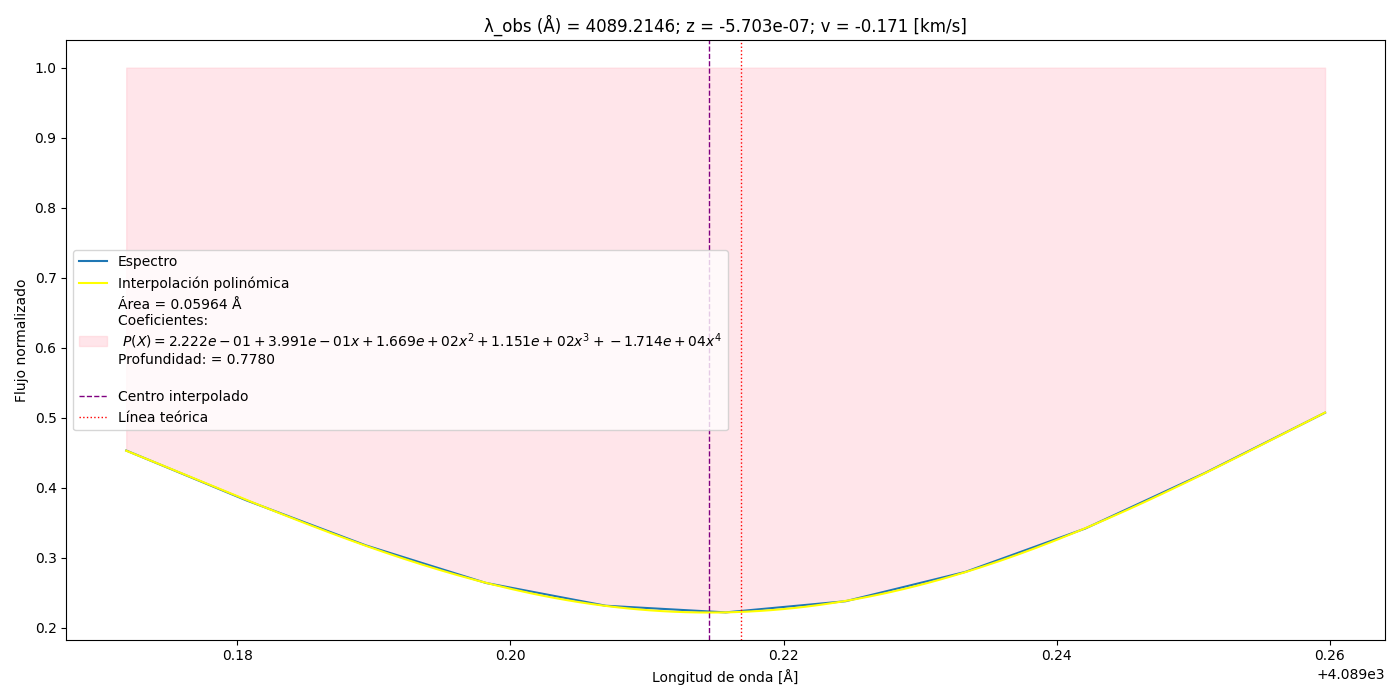 λ_obs (Å) = 4089.2146; z = -5.703e-07; v = -0.171 [km/s]
Flujo normalizado
1.0
0.9
0.8
0.7
0.6
0.5
0.4
0.3
0.2
Espectro
Interpolación polinómica
Área = 0.05964 Å
Coeficientes:
P(X) = 2.222e − 01 + 3.991e − 01x + 1.669e + 02x² + 1.151e + 02x³ + −1.714e + 04x⁴
Profundidad: = 0.7780
Centro interpolado
Línea teórica
0.18 0.20 0.22 0.24 0.26
+4.089e3
Longitud de onda [Å]